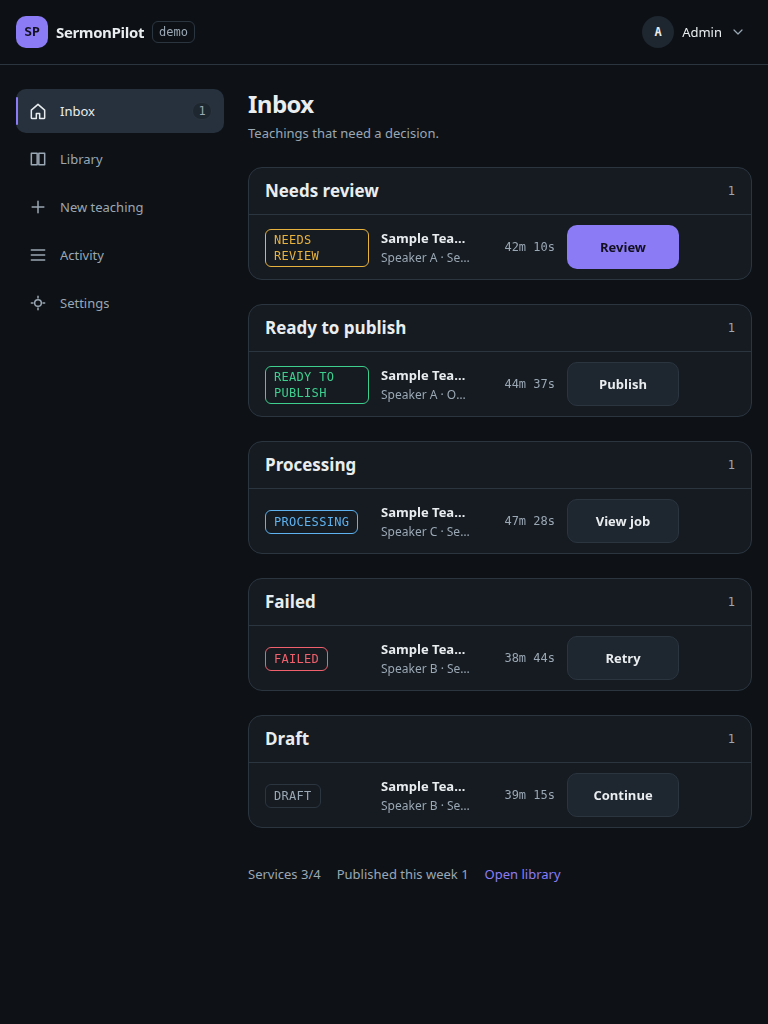 SP SermonPilot demo A Admin
Inbox 1
Library
New teaching
Activity
Settings
Inbox
Teachings that need a decision.
Needs review 1
NEEDS REVIEW
Sample Tea...
Speaker A · Se...
42m 10s
Review
Ready to publish 1
READY TO PUBLISH
Sample Tea...
Speaker A · O...
44m 37s
Publish
Processing 1
PROCESSING
Sample Tea...
Speaker C · Se...
47m 28s
View job
Failed 1
FAILED
Sample Tea...
Speaker B · Se...
38m 44s
Retry
Draft 1
DRAFT
Sample Tea...
Speaker B · Se...
39m 15s
Continue
Services 3/4 Published this week 1 Open library